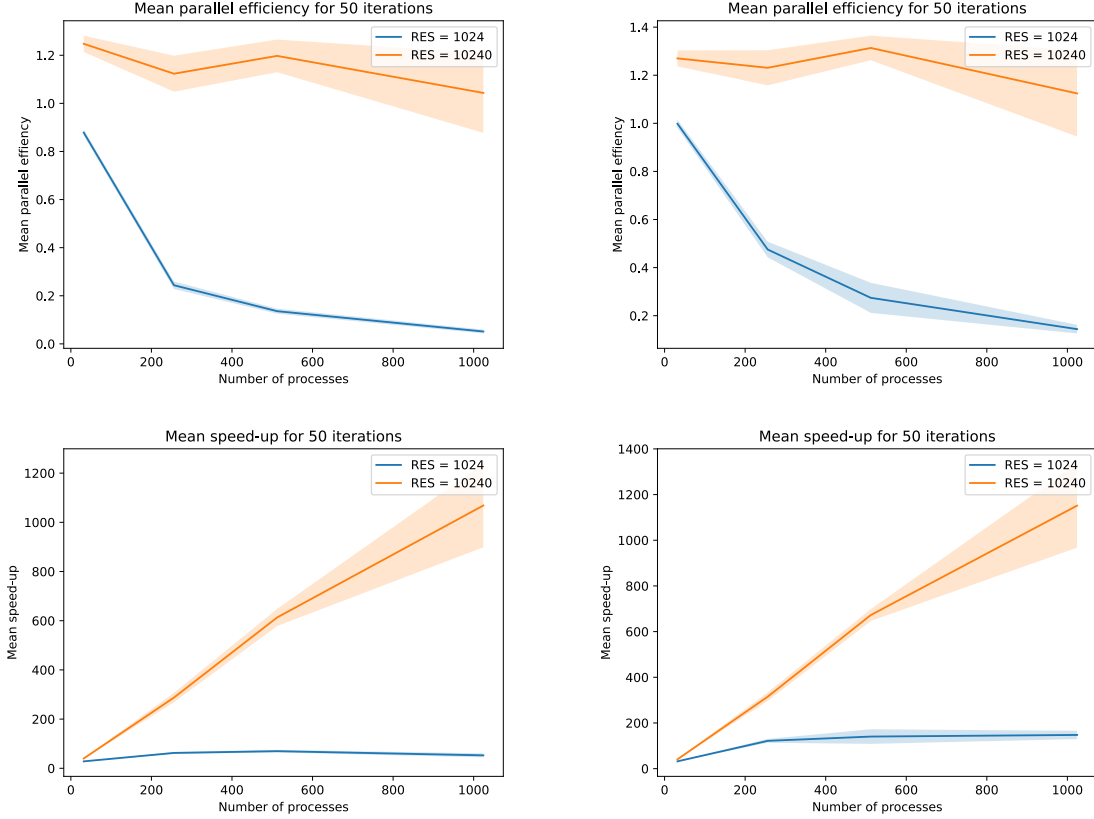 Mean parallel efficiency for 50 iterations
RES = 1024
RES = 10240
1.2
1.0
0.8
0.6
0.4
0.2
0.0
Mean parallel effiency
0 200 400 600 800 1000
Number of processes
Mean parallel efficiency for 50 iterations
RES = 1024
RES = 10240
1.4
1.2
1.0
0.8
0.6
0.4
0.2
Mean parallel effiency
0 200 400 600 800 1000
Number of processes
Mean speed-up for 50 iterations
RES = 1024
RES = 10240
1200
1000
800
600
400
200
0
Mean speed-up
0 200 400 600 800 1000
Number of processes
Mean speed-up for 50 iterations
RES = 1024
RES = 10240
1400
1200
1000
800
600
400
200
0
Mean speed-up
0 200 400 600 800 1000
Number of processes